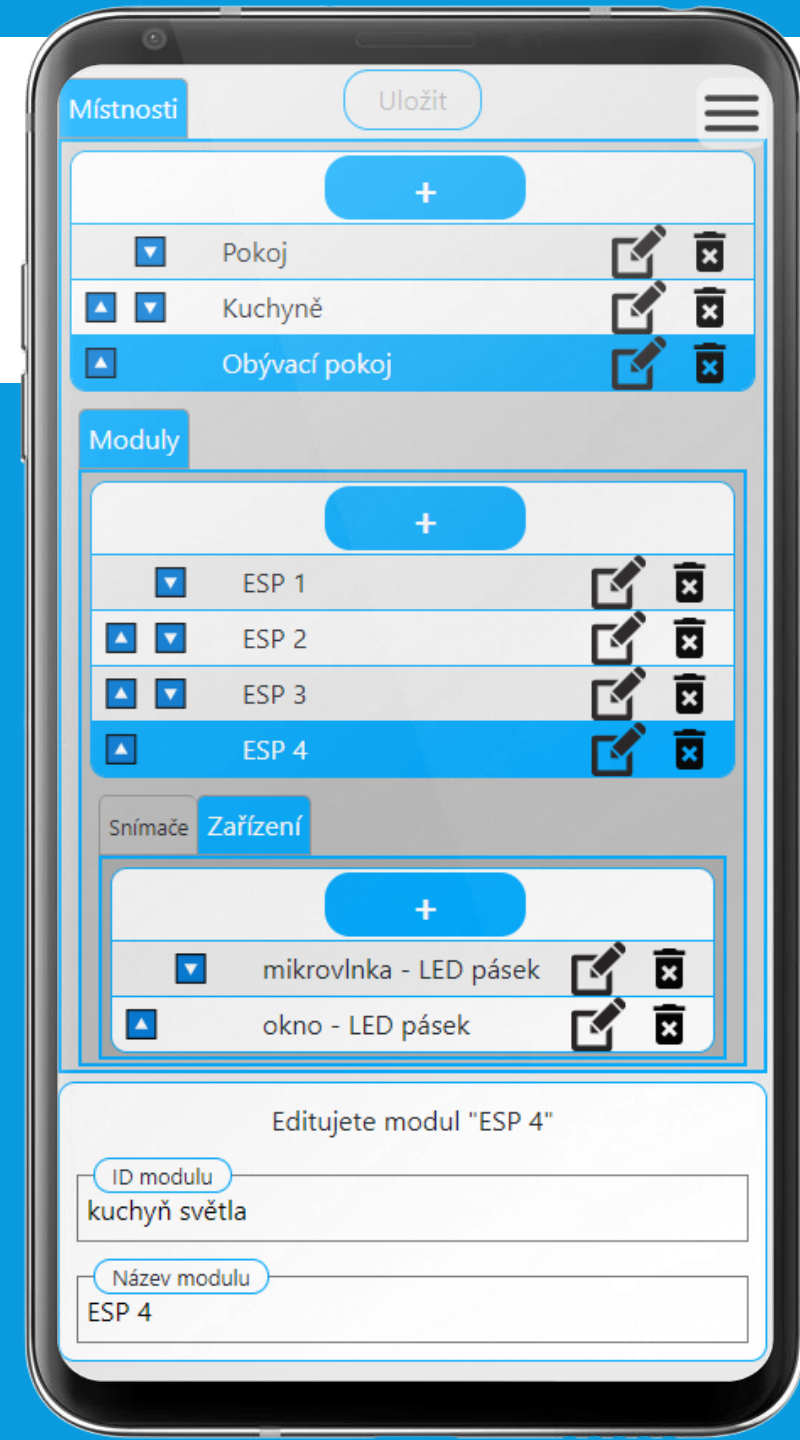 Místnosti
Uložit
+
Pokoj
Kuchyně
Obývací pokoj
Moduly
+
ESP 1
ESP 2
ESP 3
ESP 4
Snímače Zařízení
+
mikrovlnka - LED pásek
okno - LED pásek
Editujete modul "ESP 4"
ID modulu
kuchyň světla
Název modulu
ESP 4